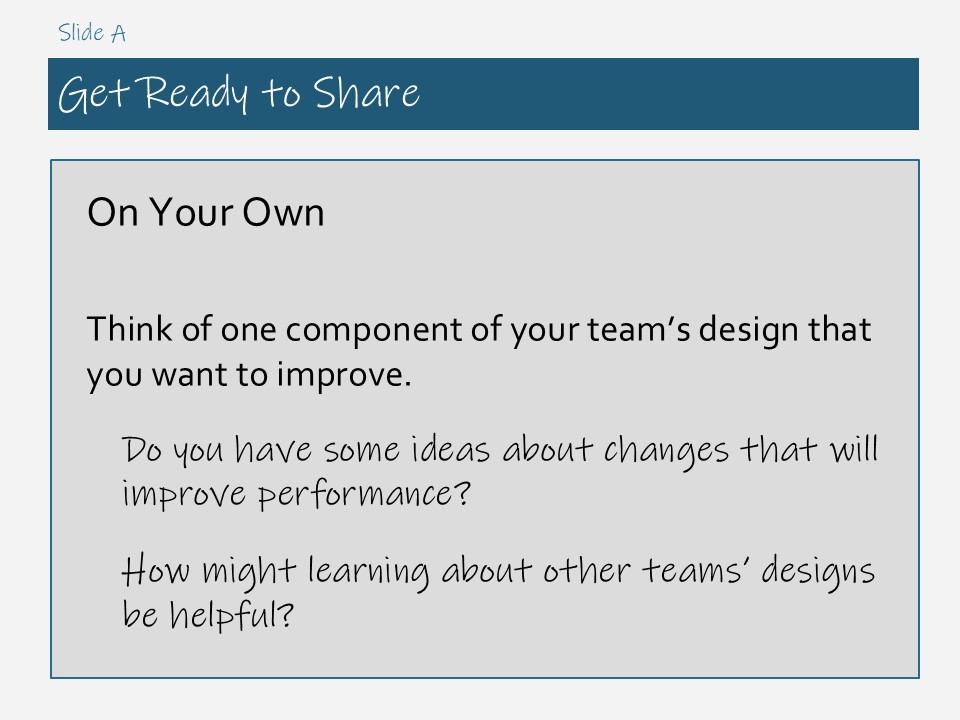 Slide A
Get Ready to Share
On Your Own
Think of one component of your team’s design that
you want to improve.
Do you have some ideas about changes that will
improve performance?
How might learning about other teams’ designs
be helpful?